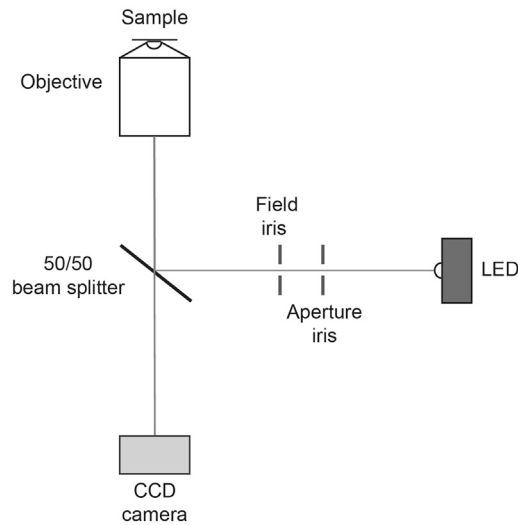 Sample
Objective
Field
iris
50/50
beam splitter
LED
Aperture
iris
CCD
camera